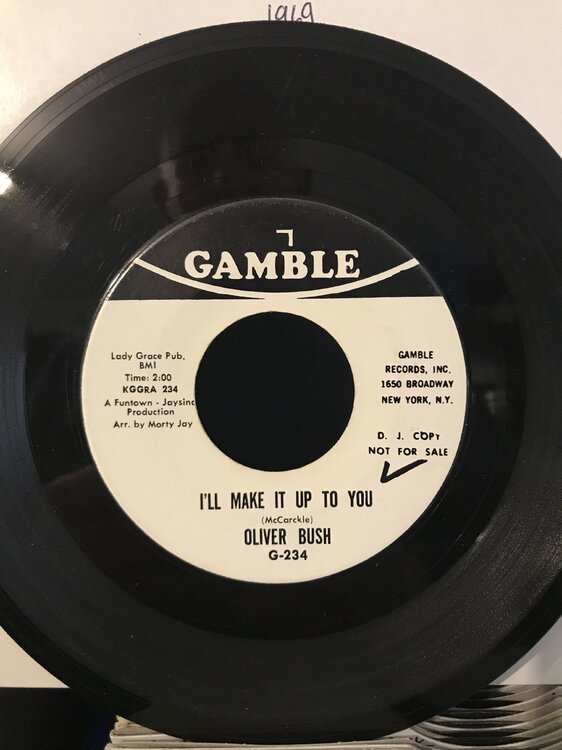 1969
GAMBLE
Lady Grace Pub.
BMI
Time: 2:00
KGGRA 234
A Funtown - Jaysina
Production
Arr. by Morty Jay
GAMBLE
RECORDS, INC.
1650 BROADWAY
NEW YORK, N.Y.
D. J. COPY
NOT FOR SALE
I'LL MAKE IT UP TO YOU
(McCarckle)
OLIVER BUSH
G-234